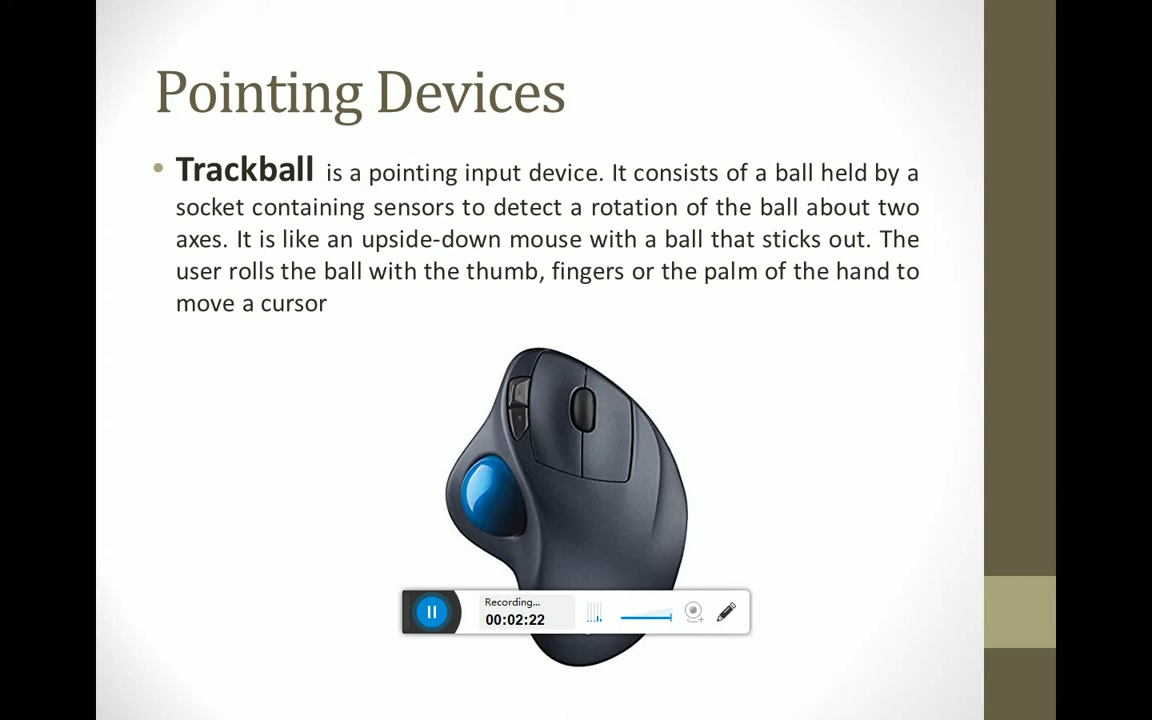 Pointing Devices
• Trackball is a pointing input device. It consists of a ball held by a
socket containing sensors to detect a rotation of the ball about two
axes. It is like an upside-down mouse with a ball that sticks out. The
user rolls the ball with the thumb, fingers or the palm of the hand to
move a cursor
Recording...
00:02:22